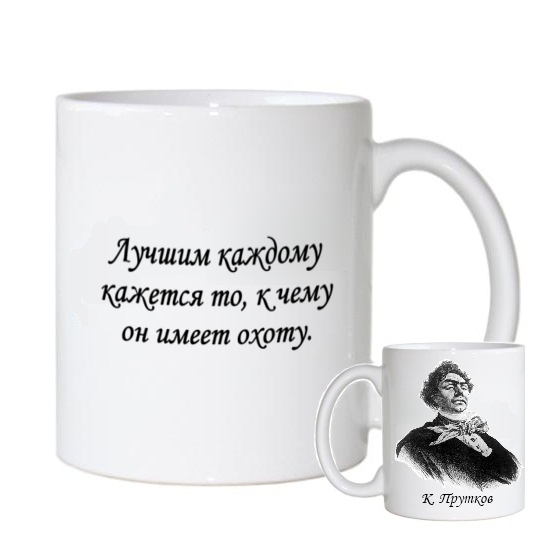 Лучшим каждому
кажется то, к чему
он имеет охоту.
К. Прутков